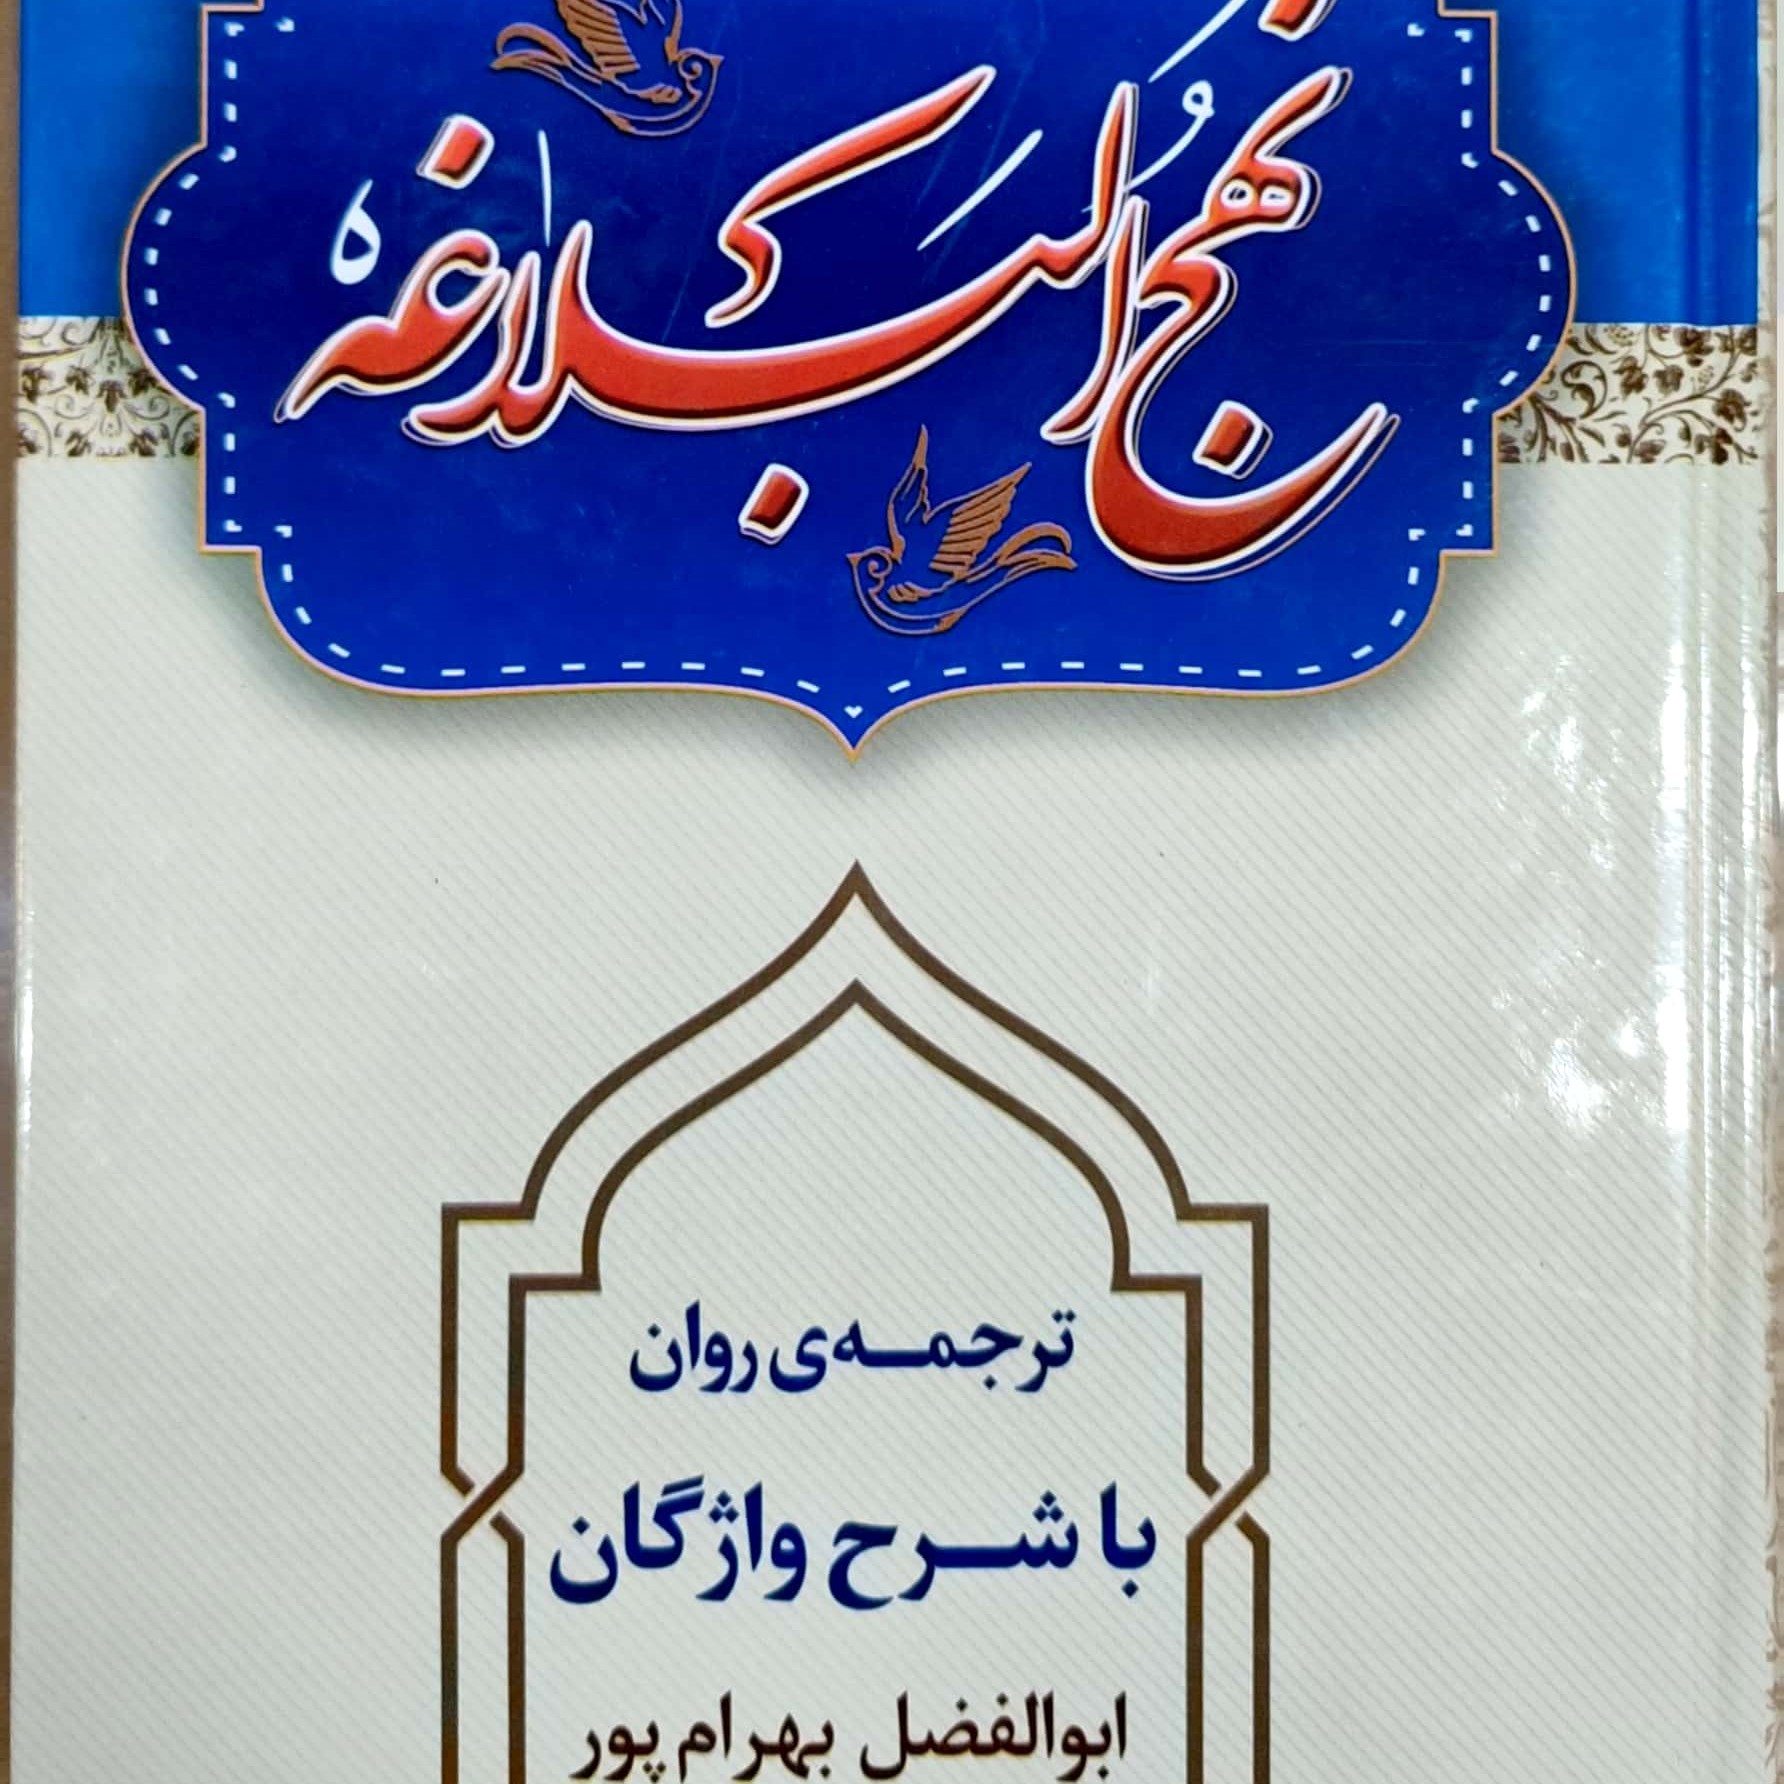 نهج البلاغه
ترجمه‌ی روان
با شرح واژگان
ابوالفضل بهرام پور